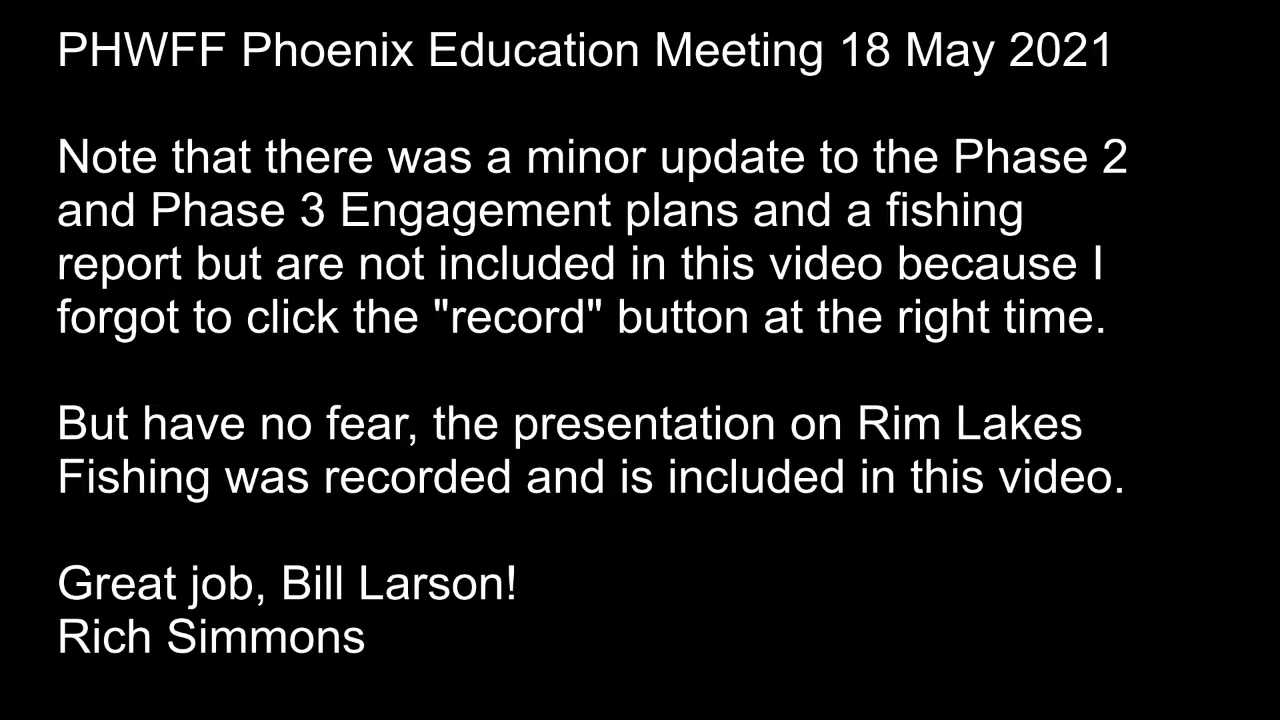 PHWFF Phoenix Education Meeting 18 May 2021
Note that there was a minor update to the Phase 2
and Phase 3 Engagement plans and a fishing
report but are not included in this video because I
forgot to click the "record" button at the right time.
But have no fear, the presentation on Rim Lakes
Fishing was recorded and is included in this video.
Great job, Bill Larson!
Rich Simmons